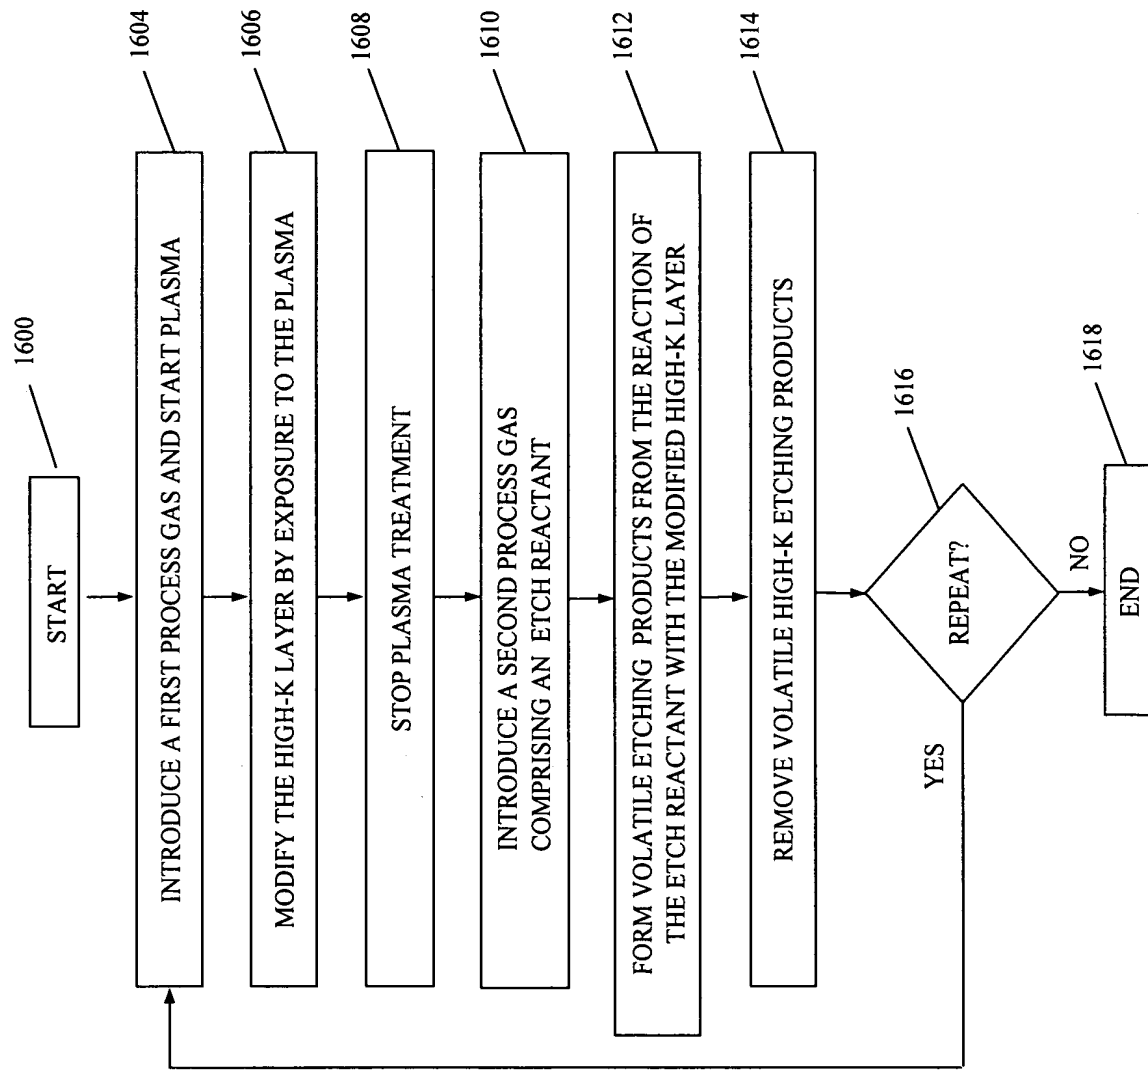 1600
START
1604
INTRODUCE A FIRST PROCESS GAS AND START PLASMA
1606
MODIFY THE HIGH-K LAYER BY EXPOSURE TO THE PLASMA
1608
STOP PLASMA TREATMENT
1610
INTRODUCE A SECOND PROCESS GAS
COMPRISING AN ETCH REACTANT
1612
FORM VOLATILE ETCHING PRODUCTS FROM THE REACTION OF
THE ETCH REACTANT WITH THE MODIFIED HIGH-K LAYER
1614
REMOVE VOLATILE HIGH-K ETCHING PRODUCTS
1616
REPEAT?
YES
NO
1618
END